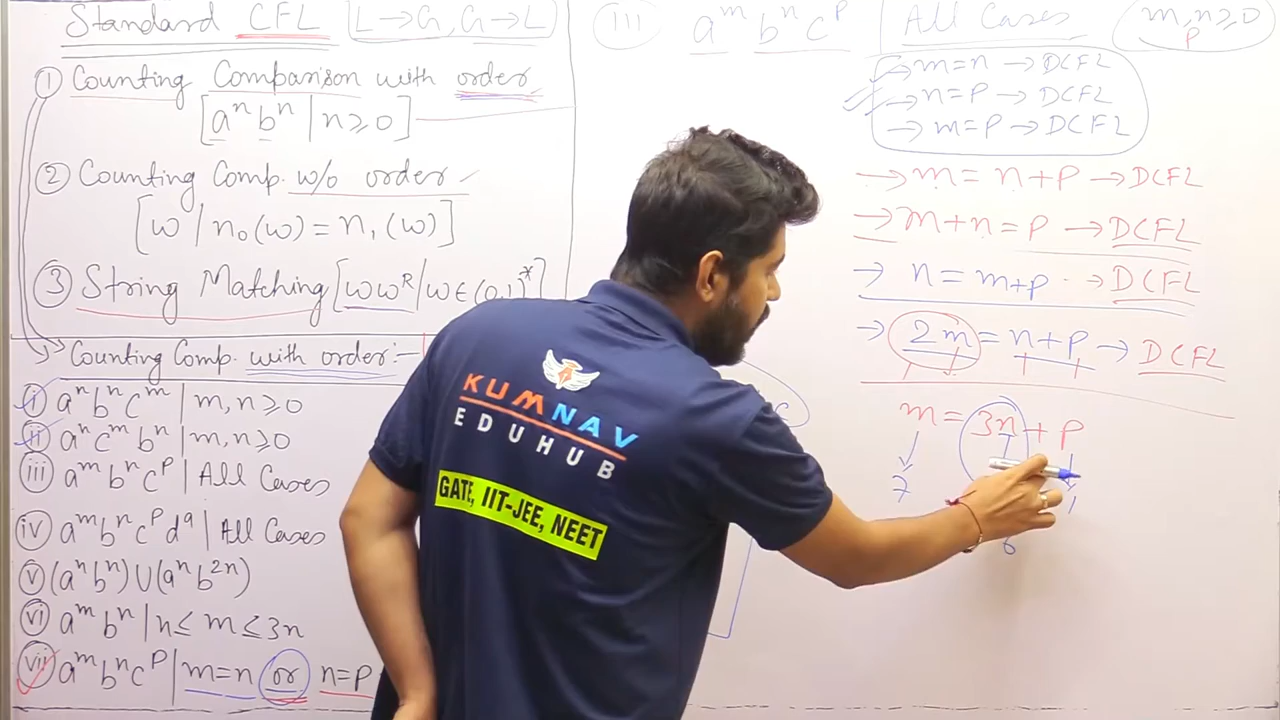 Standard CFL | L→G, G→L
① Counting Comparison with order
[aⁿbⁿ | n≥0]
② Counting Comp. w/o order
[w / n₀(w) = n₁(w)]
③ String Matching [wwᴿ/w∈(0,1)*]
Counting Comp. with order:-
(i) aⁿbⁿcᵐ | m,n≥0
(ii) aⁿcᵐbⁿ | m,n≥0
(iii) aᵐbⁿcᴾ | All Cases
(iv) aᵐbⁿcᴾdᑫ | All Cases
(v) (aⁿbⁿ)∪(aⁿb²ⁿ)
(vi) aᵐbⁿ | n≤m≤3n
(vii) aᵐbⁿcᴾ | m=n or n=P
(III) aᵐbⁿcᴾ | All Cases
m,n≥0
P
→ m=n → DCFL
→ n=P → DCFL
→ m=P → DCFL
→ m=n+P → DCFL
→ m+n=P → DCFL
→ n=m+P → DCFL
→ 2m=n+P → DCFL
m=3n+P
7
6
KUMNAV
EDUHUB
GATE, IIT-JEE, NEET